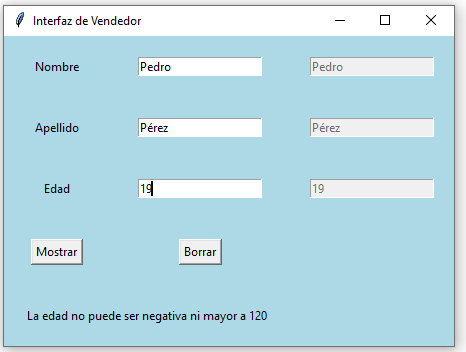 Interfaz de Vendedor
Nombre Pedro Pedro
Apellido Pérez Pérez
Edad 19 19
Mostrar Borrar
La edad no puede ser negativa ni mayor a 120